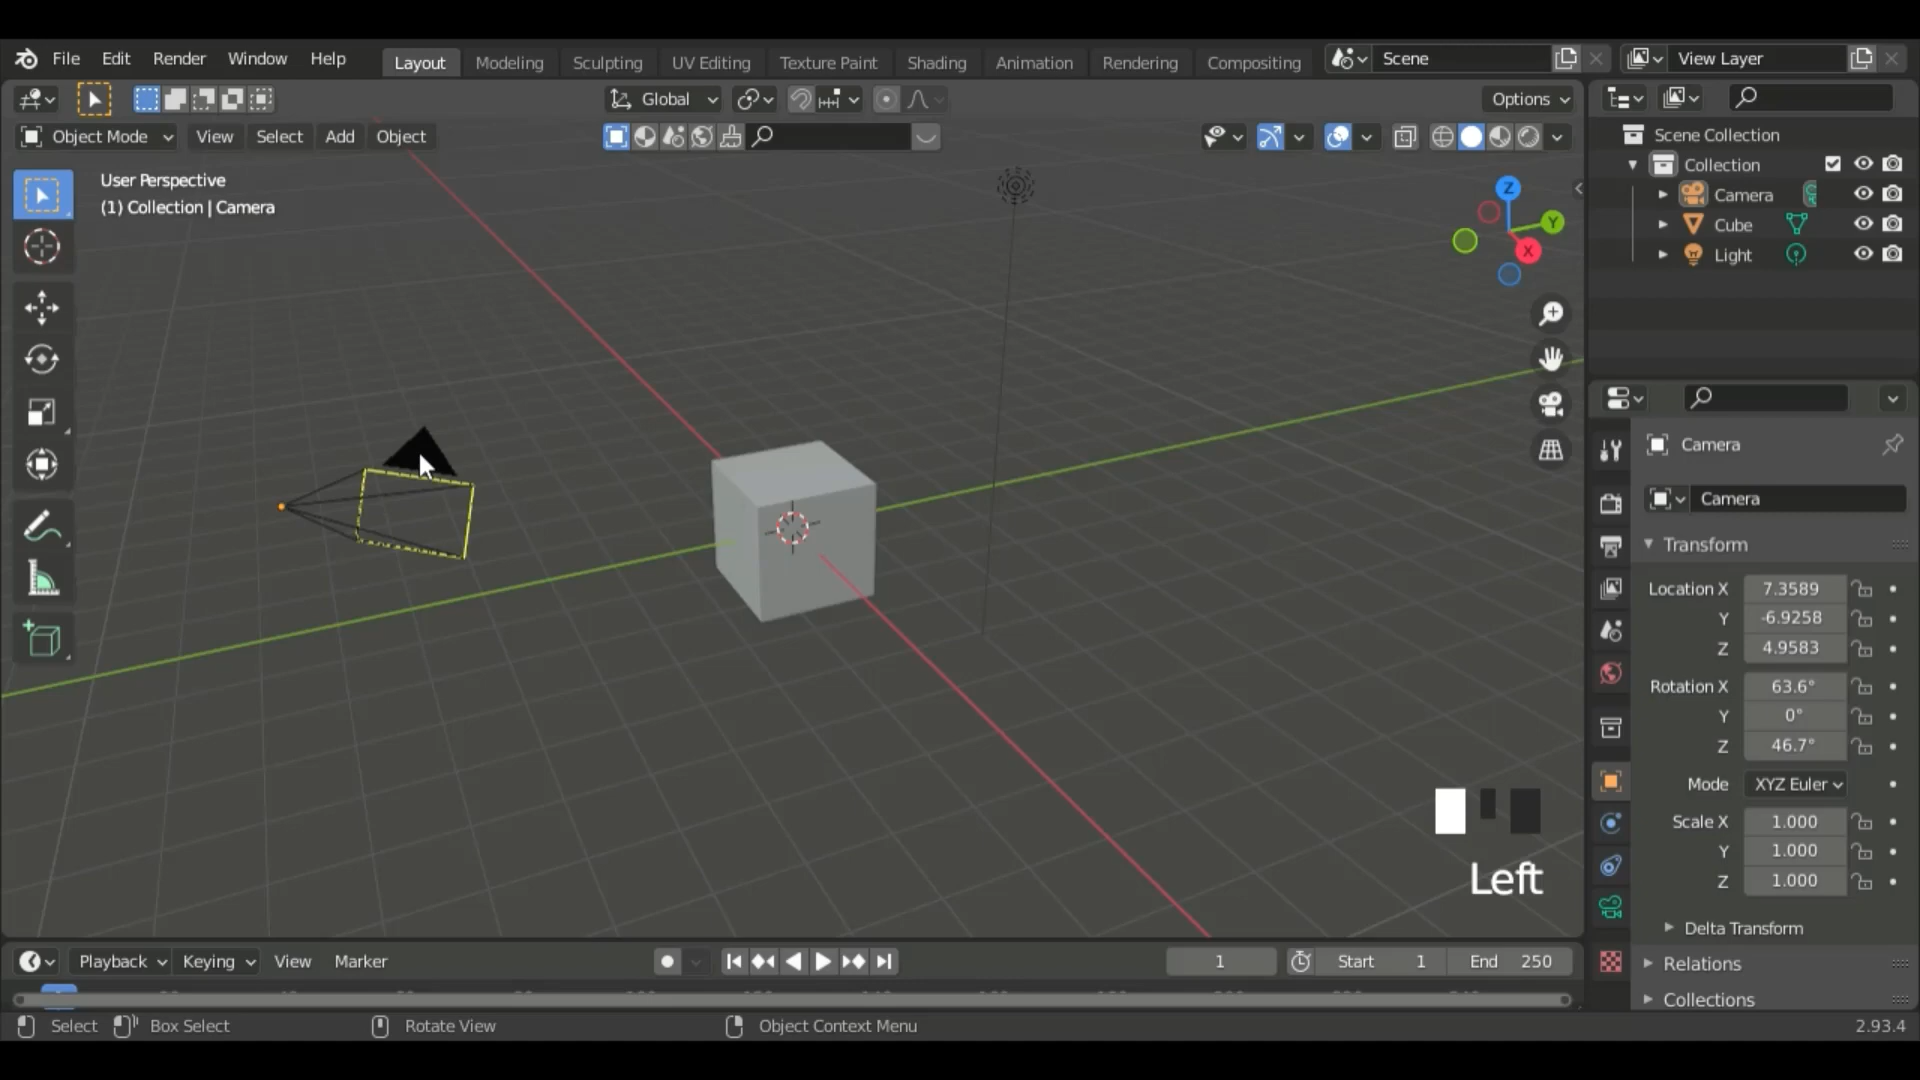 File Edit Render Window Help Layout Modeling Sculpting UV Editing Texture Paint Shading Animation Rendering Compositing Scene View Layer
Global Options
Object Mode View Select Add Object
User Perspective
(1) Collection | Camera
Z
Y
X
Scene Collection
Collection
Camera
Cube
Light
Camera
Camera
Transform
Location X 7.3589
Y -6.9258
Z 4.9583
Rotation X 63.6°
Y 0°
Z 46.7°
Mode XYZ Euler
Scale X 1.000
Y 1.000
Z 1.000
Delta Transform
Relations
Collections
Left
Playback Keying View Marker 1 Start 1 End 250
Select Box Select Rotate View Object Context Menu 2.93.4